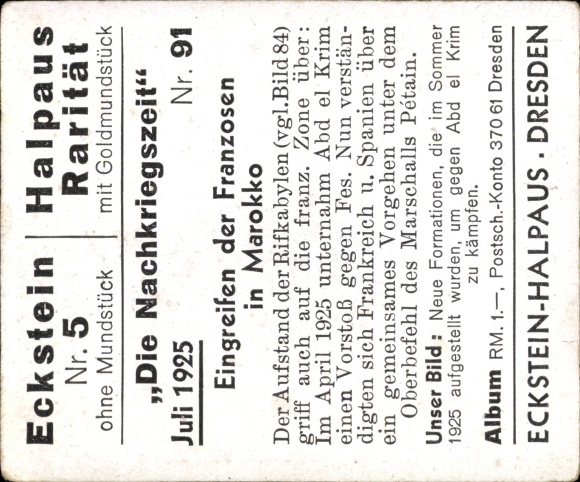 Eckstein | Halpaus
Nr. 5 Rarität
ohne Mundstück mit Goldmundstück
„Die Nachkriegszeit“
Juli 1925 Nr. 91
Eingreifen der Franzosen
in Marokko
Der Aufstand der Rifkabylen (vgl. Bild 84)
griff auch auf die franz. Zone über:
Im April 1925 unternahm Abd el Krim
einen Vorstoß gegen Fes. Nun verstän-
digten sich Frankreich u. Spanien über
ein gemeinsames Vorgehen unter dem
Oberbefehl des Marschalls Pétain.
Unser Bild: Neue Formationen, die im Sommer
1925 aufgestellt wurden, um gegen Abd el Krim
zu kämpfen.
Album RM. 1.—, Postsch.-Konto 370 61 Dresden
ECKSTEIN-HALPAUS · DRESDEN